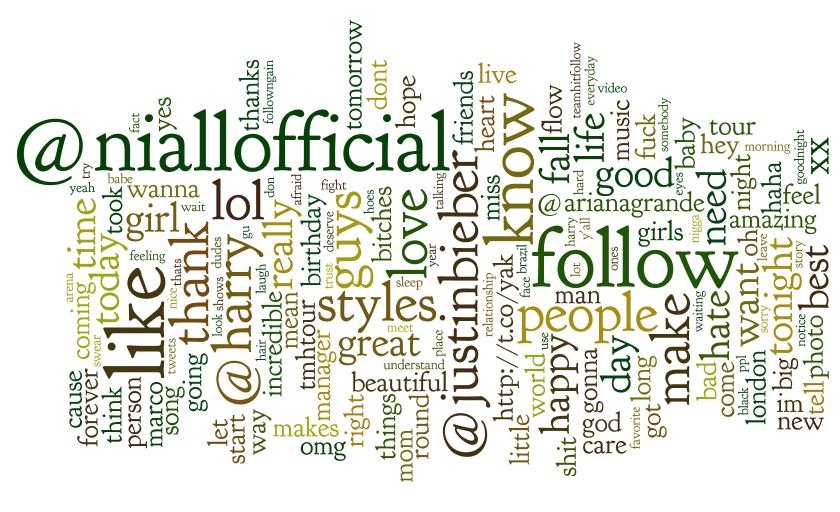 @niallofficial
fact
yes
thanks
followngain
tomorrow
dont
hope
friends
heart
live
know
fall
flow
teamhitfollow
everyday
life
video
music
fuck
somebody
baby
tour
hey
morning
goodnight
xx
good
eyes
hard
miss
@arianagrande
need
night
haha
feel
amazing
try
yeah
babe
wanna
took
girl
wait
lol
don
afraid
fight
hoes
talking
bitches
love
guys
birthday
deserve
trust
really
gu
@harry
thank
time
today
coming
arena
feeling
like
nice
thats
dudes
shows
look
laugh
hair
incredible
mean
tmhtour
styles.
sleep
year
@justinbieber
relationship
http://t.co/yak
face
brazil
lot
harry
y'all
ones
girls
nigga
follow
oh
leave
story
want
tonight
sorry
notice
best
man
people
waiting
make
hate
great
meet
place
understand
beautiful
manager
swear
tweets
going
cause
forever
think
person
marco
song
let
start
way
makes
omg
right
things
mom
round
little
world
use
happy
shit
gg
gonna
god
care
day
favorite
long
got
bad
come
black
ppl
london
big
im
new
tell
photo